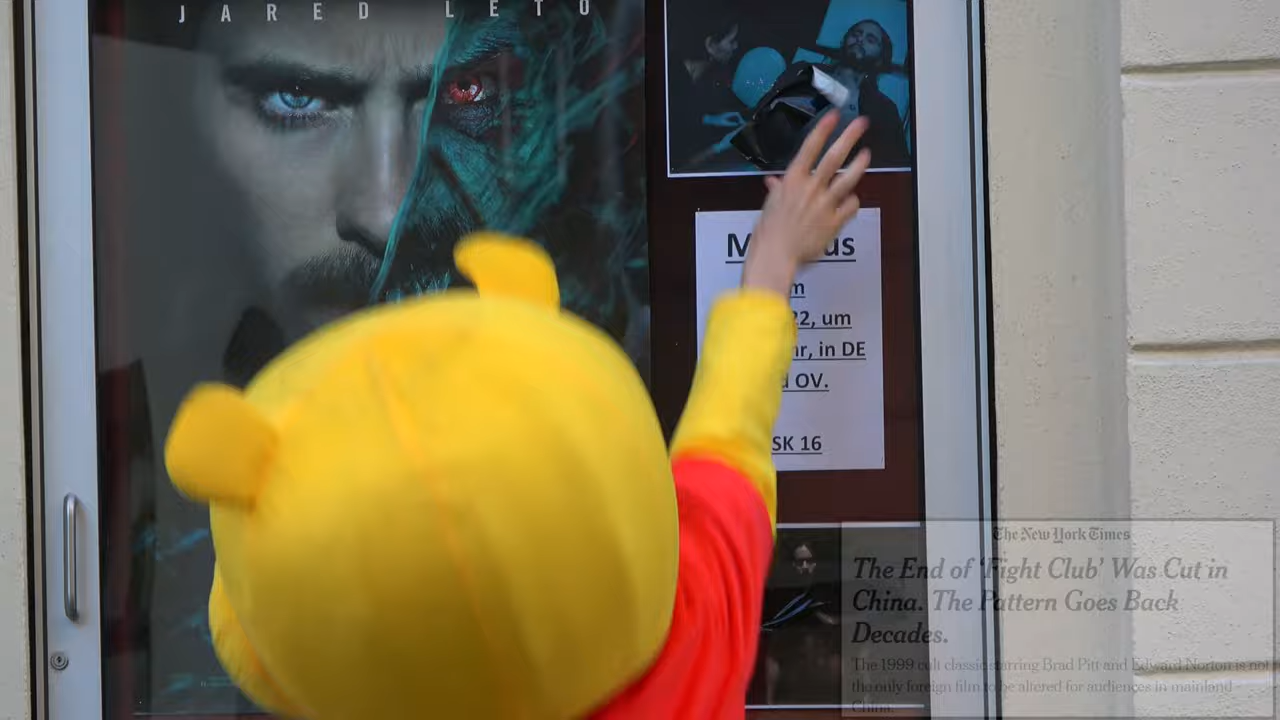 JARED LETO
M us
m
22, um
hr, in DE
d OV.
SK 16
The New York Times
The End of ‘Fight Club’ Was Cut in
China. The Pattern Goes Back
Decades.
The 1999 cult classic starring Brad Pitt and Edward Norton is not
the only foreign film to be altered for audiences in mainland
China.